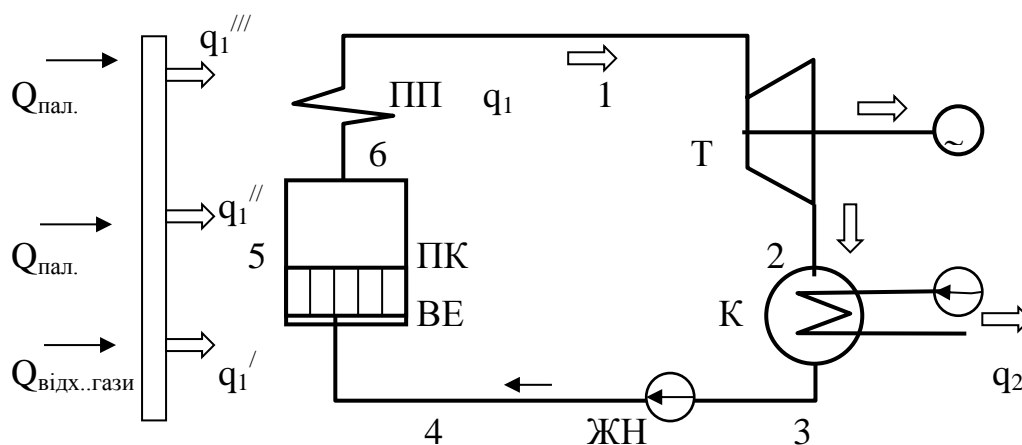 q₁′′′
Qпал.
ПП
q₁
1
Т
~
6
q₁′′
Qпал.
5
ПК
2
ВЕ
К
q₁′
Qвідх..гази
q₂
4
ЖН
3